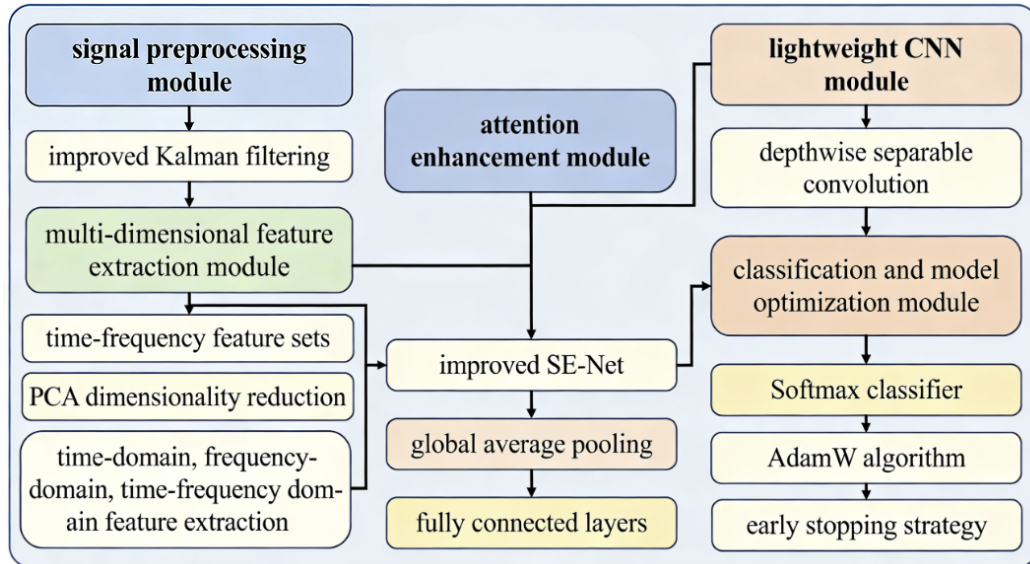 signal preprocessing
module
improved Kalman filtering
multi-dimensional feature
extraction module
time-frequency feature sets
PCA dimensionality reduction
time-domain, frequency-
domain, time-frequency dom-
ain feature extraction
attention
enhancement module
improved SE-Net
global average pooling
fully connected layers
lightweight CNN
module
depthwise separable
convolution
classification and model
optimization module
Softmax classifier
AdamW algorithm
early stopping strategy